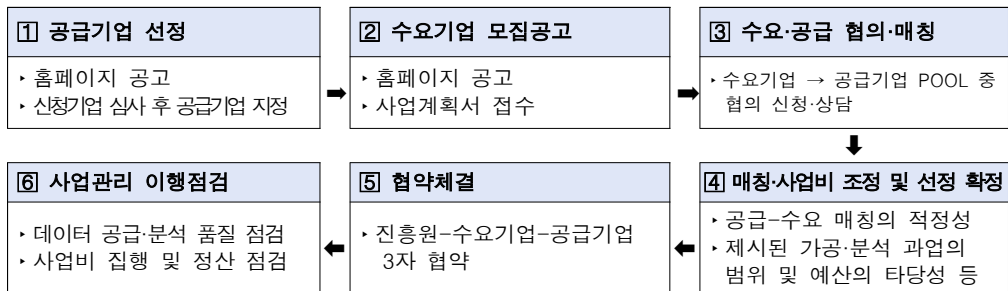 1 공급기업 선정
‣ 홈페이지 공고
‣ 신청기업 심사 후 공급기업 지정
➡
2 수요기업 모집공고
‣ 홈페이지 공고
‣ 사업계획서 접수
➡
3 수요·공급 협의·매칭
‣ 수요기업 → 공급기업 POOL 중
협의 신청·상담
⬇
4 매칭·사업비 조정 및 선정 확정
‣ 공급-수요 매칭의 적정성
‣ 제시된 가공·분석 과업의
범위 및 예산의 타당성 등
⬅
5 협약체결
‣ 진흥원-수요기업-공급기업
3자 협약
⬅
6 사업관리 이행점검
‣ 데이터 공급·분석 품질 점검
‣ 사업비 집행 및 정산 점검